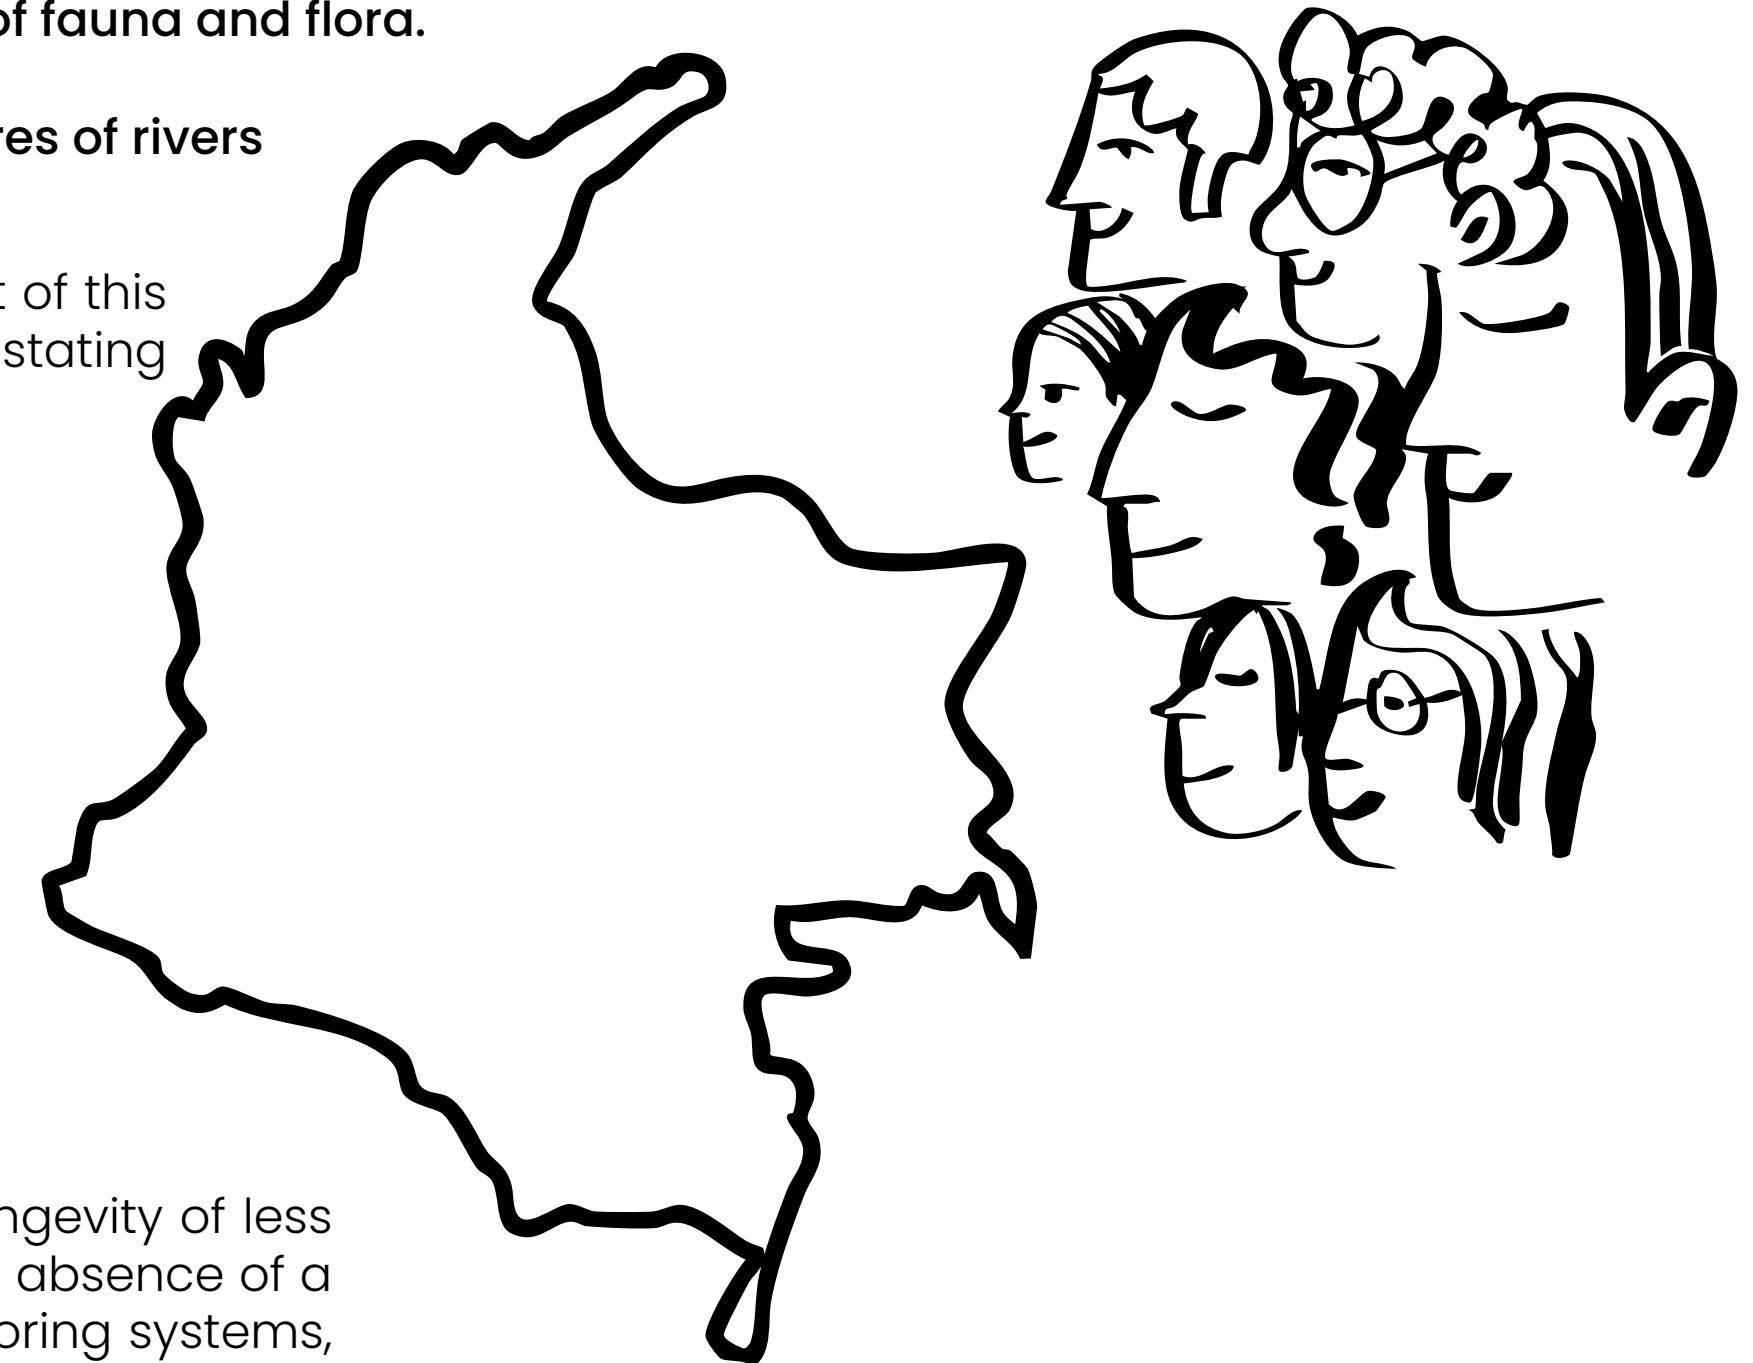 of fauna and flora.
res of rivers
t of this
stating
ngevity of less
absence of a
oring systems,